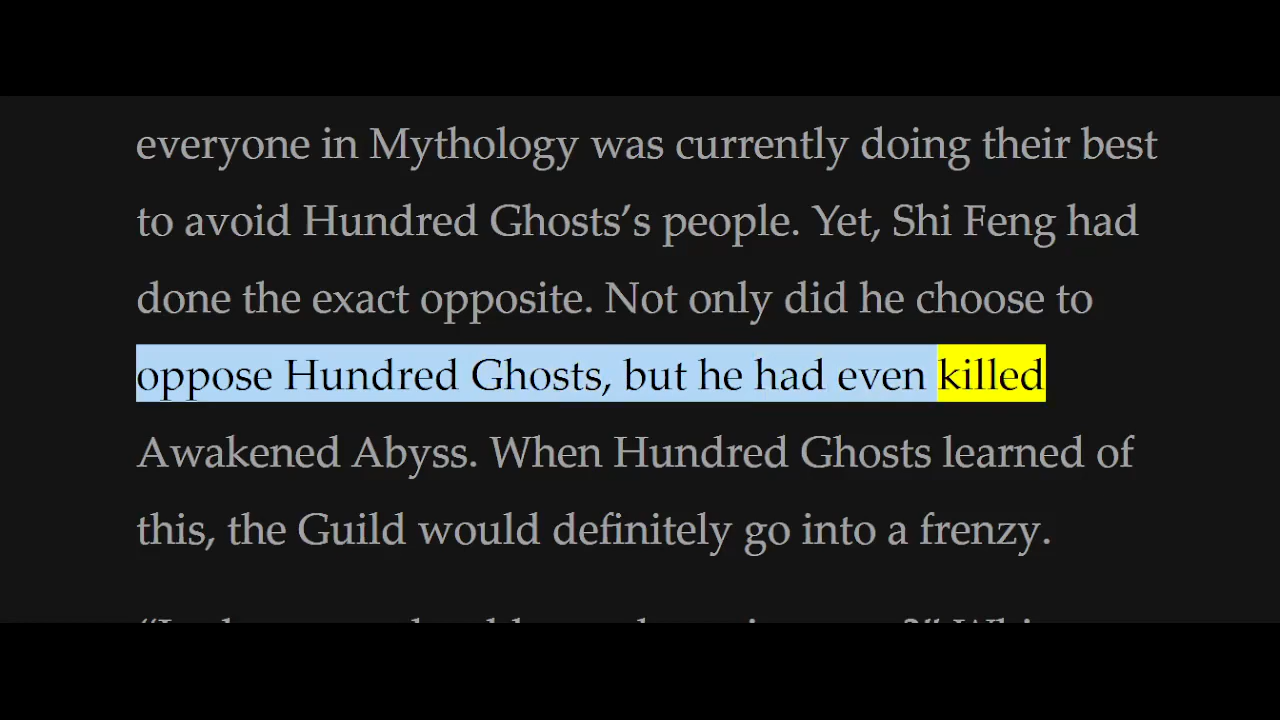 everyone in Mythology was currently doing their best
to avoid Hundred Ghosts’s people. Yet, Shi Feng had
done the exact opposite. Not only did he choose to
oppose Hundred Ghosts, but he had even killed
Awakened Abyss. When Hundred Ghosts learned of
this, the Guild would definitely go into a frenzy.